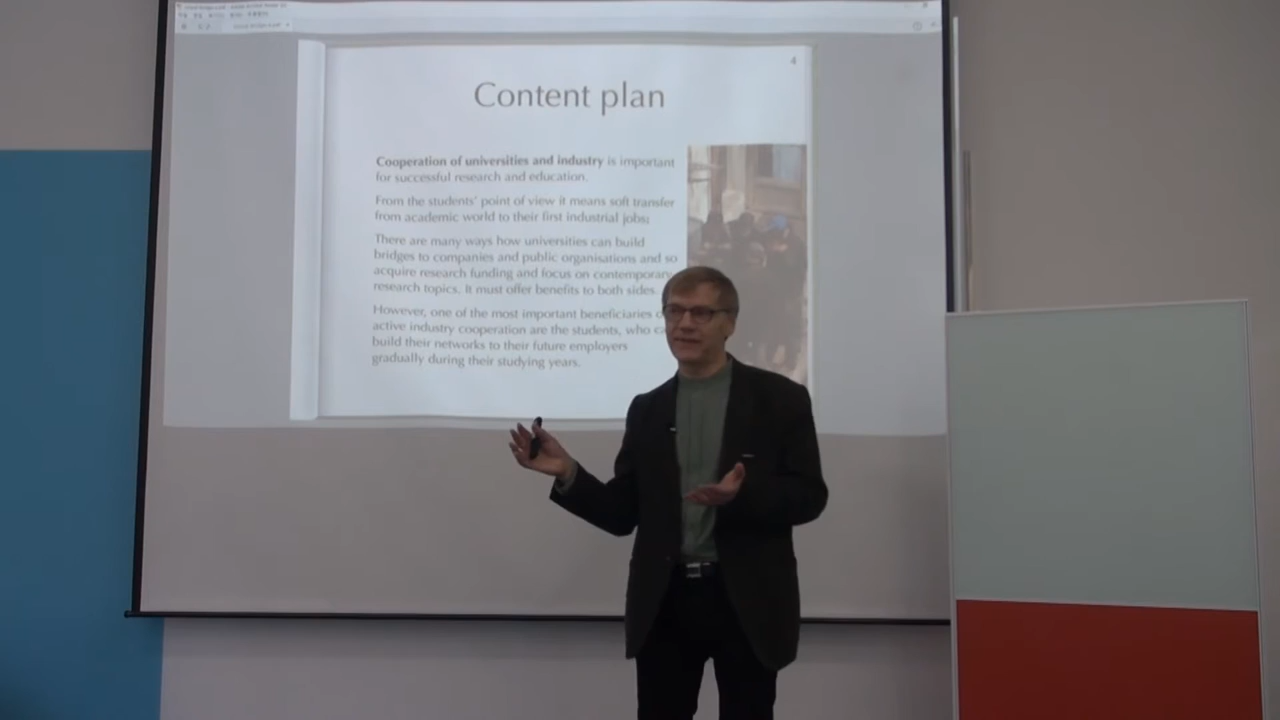 4
Content plan
Cooperation of universities and industry is important
for successful research and education.
From the students' point of view it means soft transfer
from academic world to their first industrial jobs;
There are many ways how universities can build
bridges to companies and public organisations and so
acquire research funding and focus on contemporary
research topics. It must offer benefits to both sides.
However, one of the most important beneficiaries
active industry cooperation are the students, who
build their networks to their future employers
gradually during their studying years.